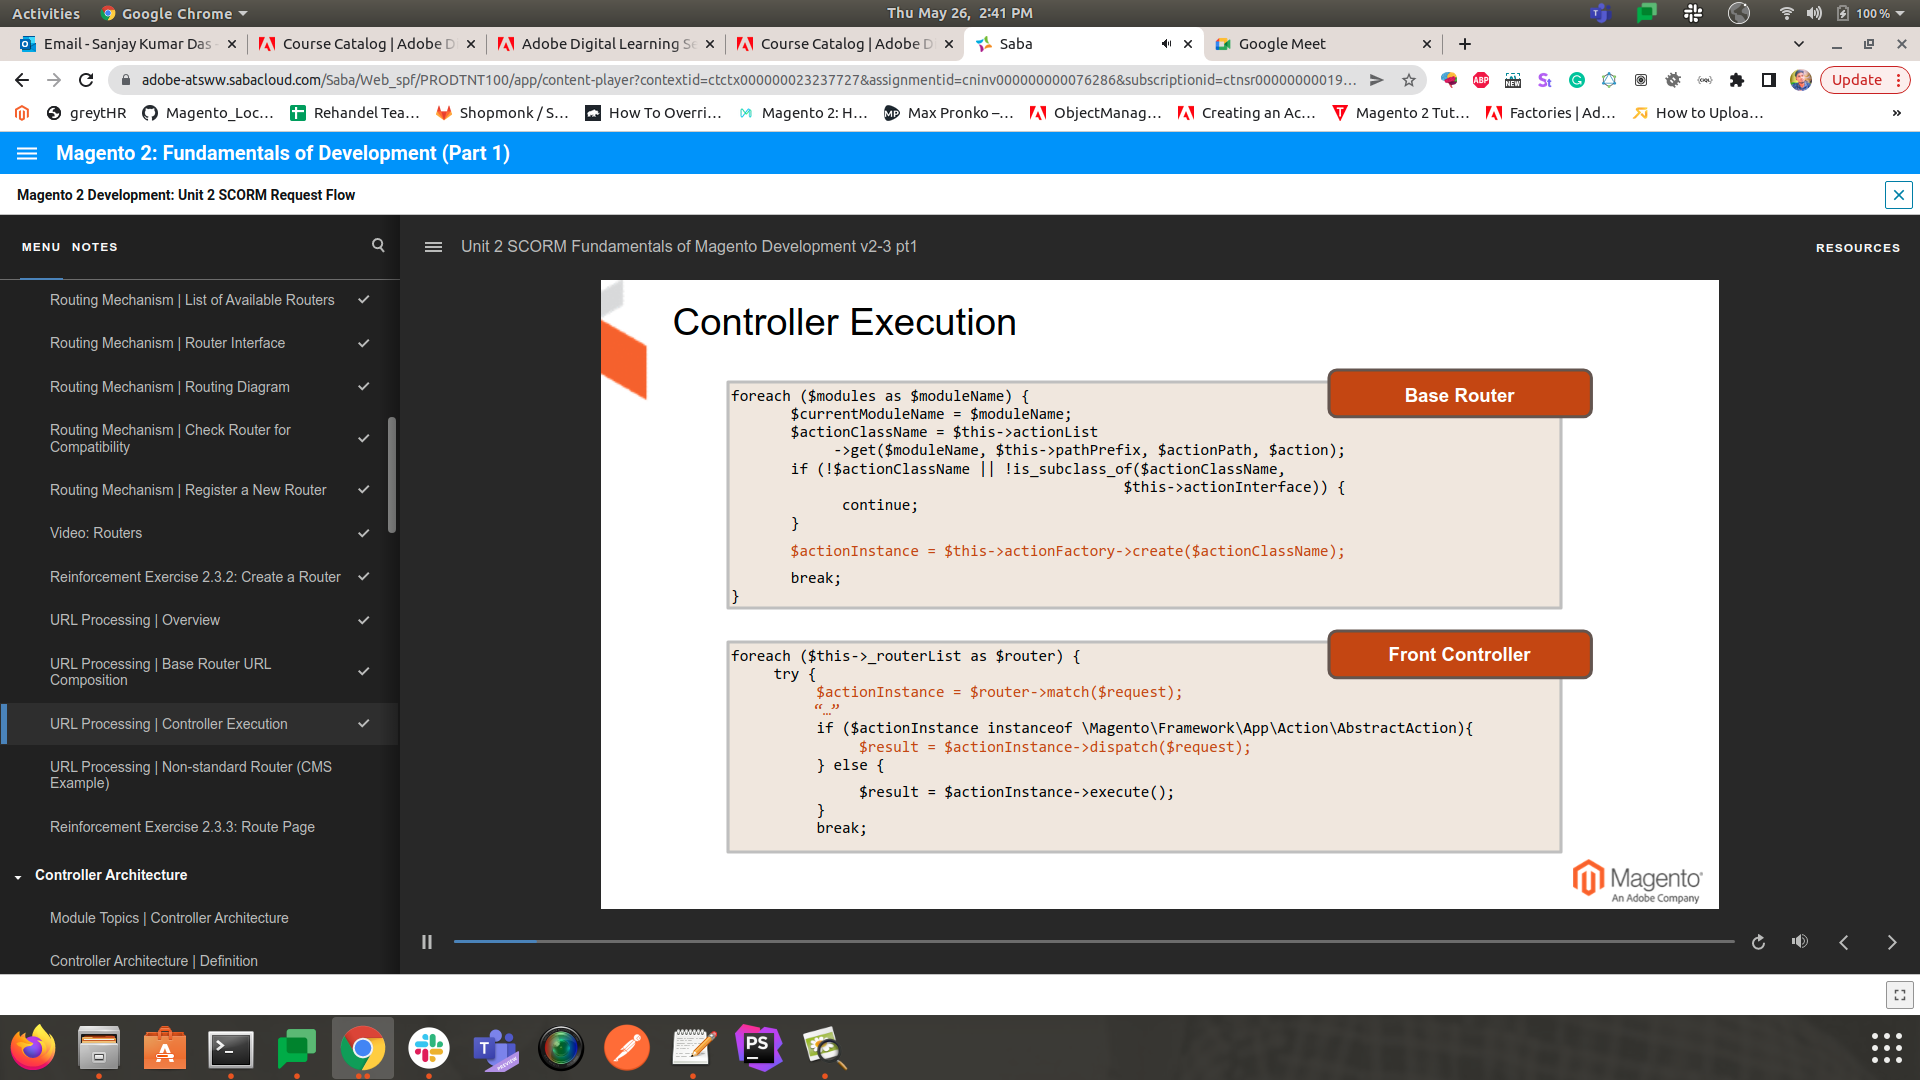 Activities
Google Chrome
Thu May 26, 2:41 PM
100 %
Email - Sanjay Kumar Das
Course Catalog | Adobe D
Adobe Digital Learning Se
Course Catalog | Adobe D
Saba
Google Meet
adobe-atsww.sabacloud.com/Saba/Web_spf/PRODTNT100/app/content-player?contextid=ctctx000000023237727&assignmentid=cninv000000000076286&subscriptionid=ctnsr00000000019...
ABP
NEW
St
Update
greytHR
Magento_Loc...
Rehandel Tea...
Shopmonk / S...
How To Overri...
Magento 2: H...
Max Pronko –...
ObjectManag...
Creating an Ac...
Magento 2 Tut...
Factories | Ad...
How to Uploa...
»
Magento 2: Fundamentals of Development (Part 1)
Magento 2 Development: Unit 2 SCORM Request Flow
MENU
NOTES
Unit 2 SCORM Fundamentals of Magento Development v2-3 pt1
RESOURCES
Routing Mechanism | List of Available Routers
Routing Mechanism | Router Interface
Routing Mechanism | Routing Diagram
Routing Mechanism | Check Router for
Compatibility
Routing Mechanism | Register a New Router
Video: Routers
Reinforcement Exercise 2.3.2: Create a Router
URL Processing | Overview
URL Processing | Base Router URL
Composition
URL Processing | Controller Execution
URL Processing | Non-standard Router (CMS
Example)
Reinforcement Exercise 2.3.3: Route Page
Controller Architecture
Module Topics | Controller Architecture
Controller Architecture | Definition
Controller Execution
Base Router
foreach ($modules as $moduleName) {
$currentModuleName = $moduleName;
$actionClassName = $this->actionList
->get($moduleName, $this->pathPrefix, $actionPath, $action);
if (!$actionClassName || !is_subclass_of($actionClassName,
$this->actionInterface)) {
continue;
}
$actionInstance = $this->actionFactory->create($actionClassName);
break;
}
Front Controller
foreach ($this->_routerList as $router) {
try {
$actionInstance = $router->match($request);
“…”
if ($actionInstance instanceof \Magento\Framework\App\Action\AbstractAction){
$result = $actionInstance->dispatch($request);
} else {
$result = $actionInstance->execute();
}
break;
Magento
An Adobe Company
T
PREVIEW
PS